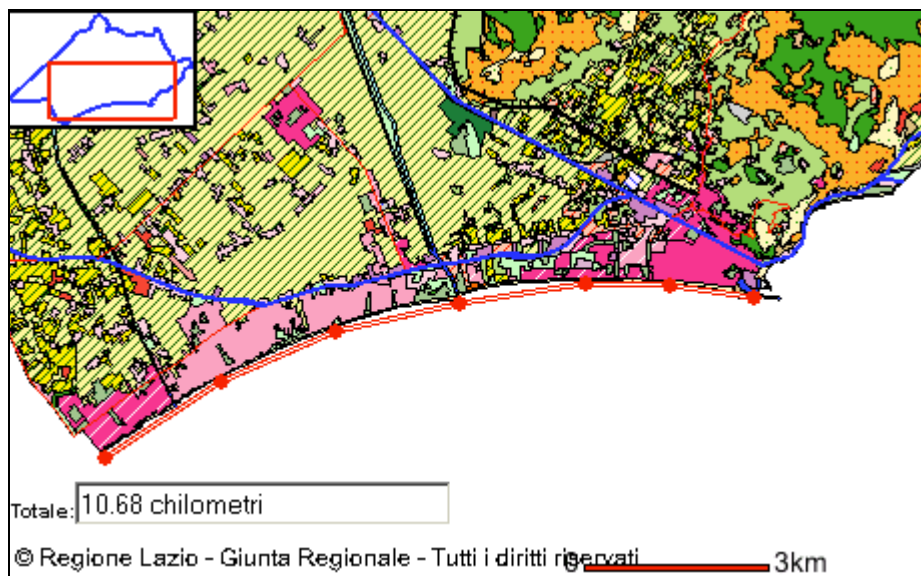 Totale: 10.68 chilometri
© Regione Lazio - Giunta Regionale - Tutti i diritti riservati
0 3km